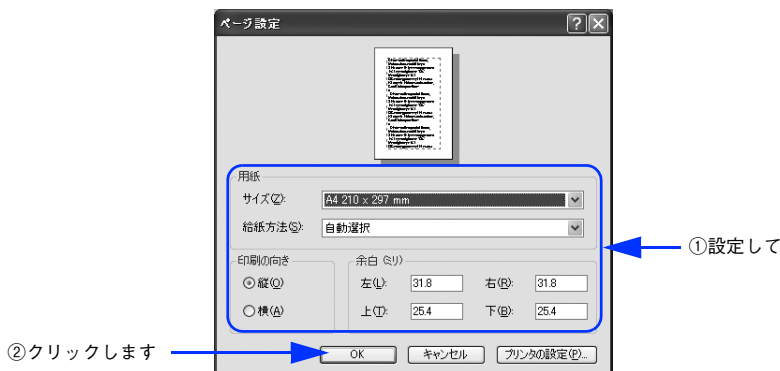 ページ設定
用紙
サイズ(Z): A4 210 x 297 mm
給紙方法(S): 自動選択
①設定して
印刷の向き 余白 (ミリ)
縦(O) 左(L): 31.8 右(R): 31.8
横(A) 上(T): 25.4 下(B): 25.4
②クリックします
OK キャンセル プリンタの設定(P)...